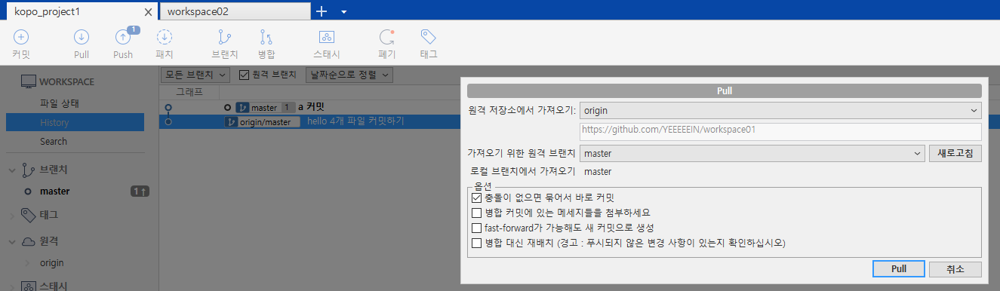 kopo_project1
workspace02
1
커밋
Pull
Push
패치
브랜치
병합
스태시
폐기
태그
WORKSPACE
파일 상태
History
Search
브랜치
master 1↑
태그
원격
origin
스태시
모든 브랜치
원격 브랜치
날짜순으로 정렬
그래프
master 1 a 커밋
origin/master hello 4개 파일 커밋하기
Pull
원격 저장소에서 가져오기: origin
https://github.com/YEEEEEIN/workspace01
가져오기 위한 원격 브랜치 master 새로고침
로컬 브랜치에서 가져오기 master
옵션
충돌이 없으면 묶어서 바로 커밋
병합 커밋에 있는 메세지들을 첨부하세요
fast-forward가 가능해도 새 커밋으로 생성
병합 대신 재배치 (경고 : 푸시되지 않은 변경 사항이 있는지 확인하십시오)
Pull 취소